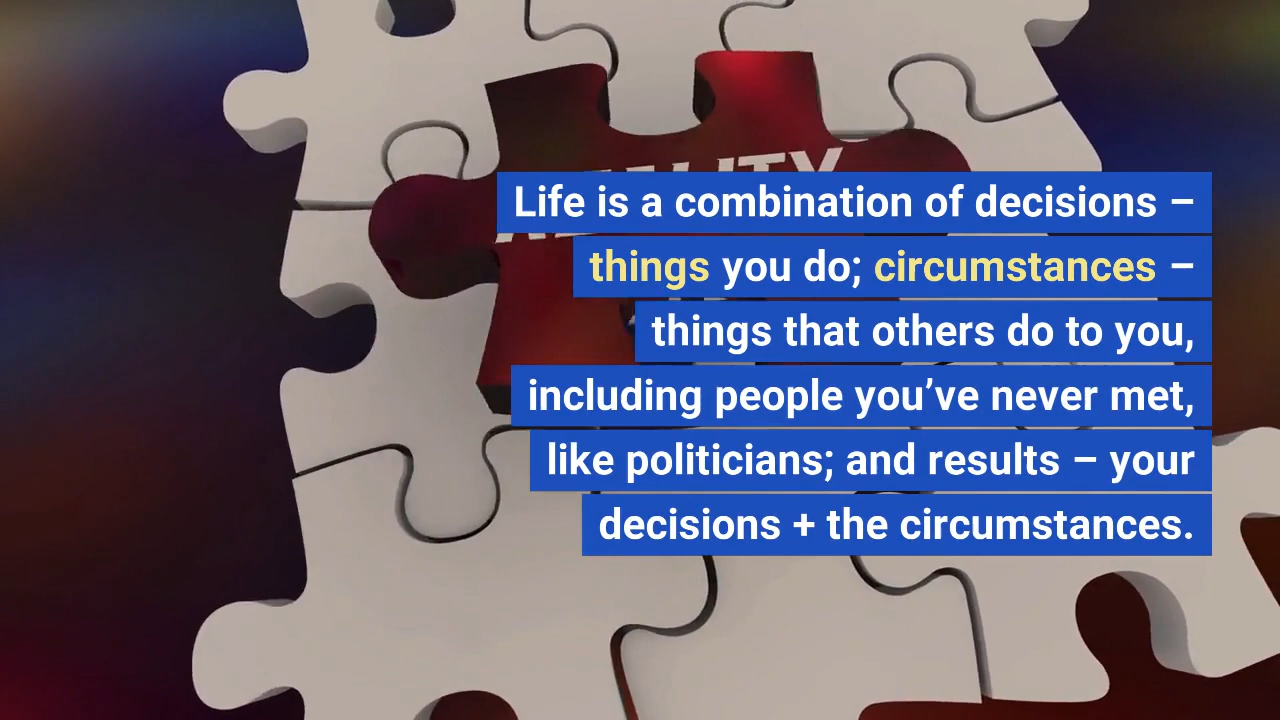 REALITY
Life is a combination of decisions –
things you do; circumstances –
things that others do to you,
including people you’ve never met,
like politicians; and results – your
decisions + the circumstances.